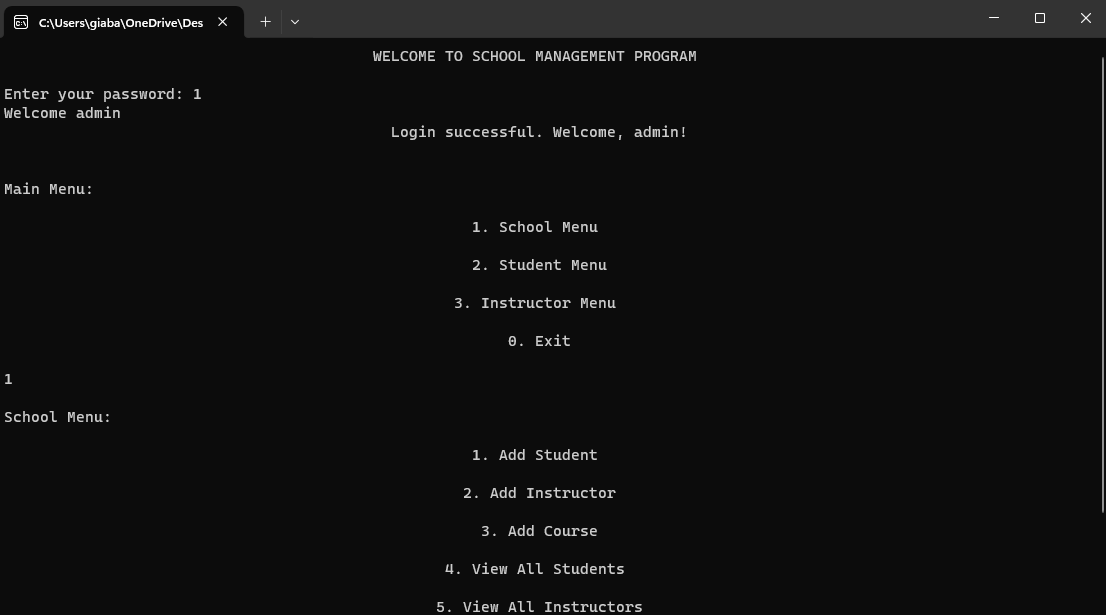 C:\Users\giaba\OneDrive\Des
WELCOME TO SCHOOL MANAGEMENT PROGRAM
Enter your password: 1
Welcome admin
Login successful. Welcome, admin!
Main Menu:
1. School Menu
2. Student Menu
3. Instructor Menu
0. Exit
1
School Menu:
1. Add Student
2. Add Instructor
3. Add Course
4. View All Students
5. View All Instructors